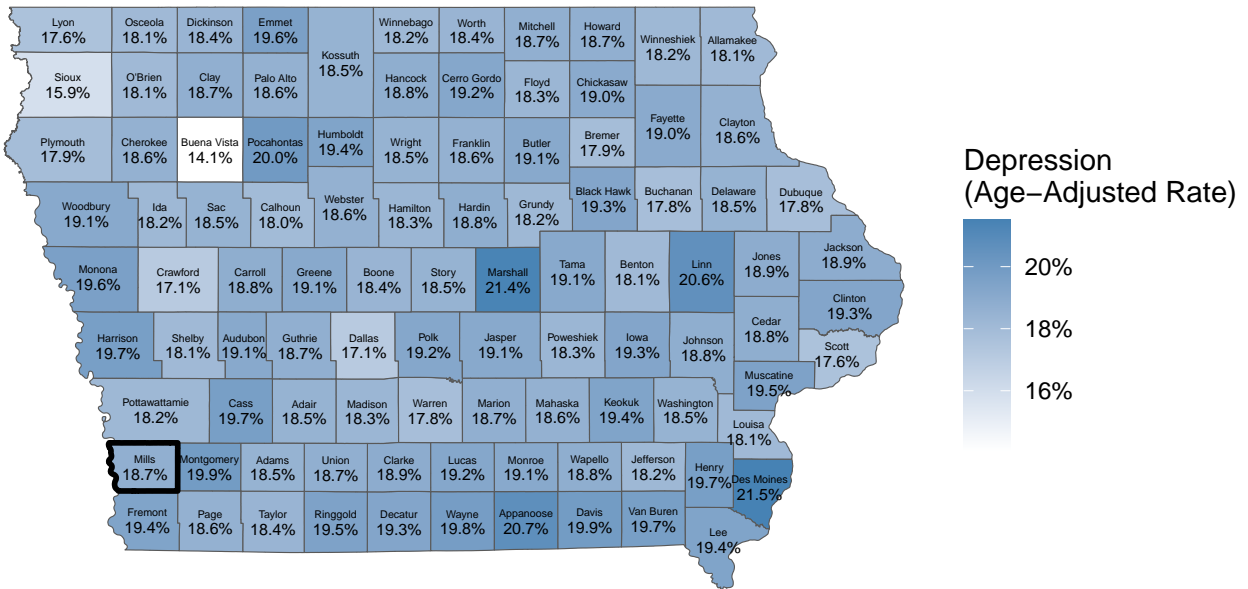 Lyon
17.6%
Osceola
18.1%
Dickinson
18.4%
Emmet
19.6%
Kossuth
18.5%
Winnebago
18.2%
Worth
18.4%
Mitchell
18.7%
Howard
18.7%
Winneshiek
18.2%
Allamakee
18.1%
Sioux
15.9%
O'Brien
18.1%
Clay
18.7%
Palo Alto
18.6%
Hancock
18.8%
Cerro Gordo
19.2%
Floyd
18.3%
Chickasaw
19.0%
Fayette
19.0%
Clayton
18.6%
Plymouth
17.9%
Cherokee
18.6%
Buena Vista
14.1%
Pocahontas
20.0%
Humboldt
19.4%
Wright
18.5%
Franklin
18.6%
Butler
19.1%
Bremer
17.9%
Woodbury
19.1%
Ida
18.2%
Sac
18.5%
Calhoun
18.0%
Webster
18.6%
Hamilton
18.3%
Hardin
18.8%
Grundy
18.2%
Black Hawk
19.3%
Buchanan
17.8%
Delaware
18.5%
Dubuque
17.8%
Monona
19.6%
Crawford
17.1%
Carroll
18.8%
Greene
19.1%
Boone
18.4%
Story
18.5%
Marshall
21.4%
Tama
19.1%
Benton
18.1%
Linn
20.6%
Jones
18.9%
Jackson
18.9%
Clinton
19.3%
Harrison
19.7%
Shelby
18.1%
Audubon
19.1%
Guthrie
18.7%
Dallas
17.1%
Polk
19.2%
Jasper
19.1%
Poweshiek
18.3%
Iowa
19.3%
Johnson
18.8%
Cedar
18.8%
Scott
17.6%
Muscatine
19.5%
Pottawattamie
18.2%
Cass
19.7%
Adair
18.5%
Madison
18.3%
Warren
17.8%
Marion
18.7%
Mahaska
18.6%
Keokuk
19.4%
Washington
18.5%
Louisa
18.1%
Mills
18.7%
Montgomery
19.9%
Adams
18.5%
Union
18.7%
Clarke
18.9%
Lucas
19.2%
Monroe
19.1%
Wapello
18.8%
Jefferson
18.2%
Henry
19.7%
Des Moines
21.5%
Fremont
19.4%
Page
18.6%
Taylor
18.4%
Ringgold
19.5%
Decatur
19.3%
Wayne
19.8%
Appanoose
20.7%
Davis
19.9%
Van Buren
19.7%
Lee
19.4%
Depression
(Age−Adjusted Rate)
20%
18%
16%